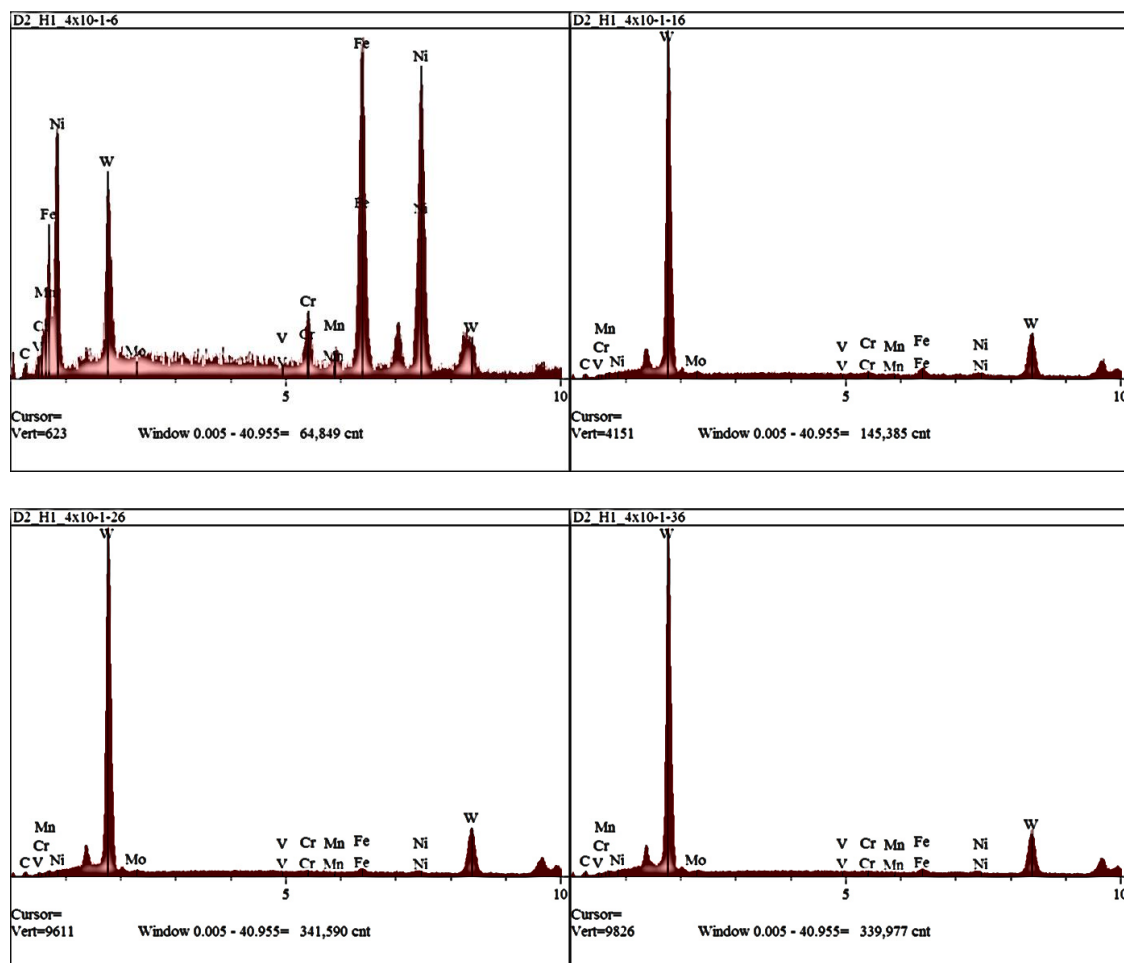 D2_H1_4x10-1-6
Fe
Ni
Ni
W
Fe
Fe
Ni
Mn
Cr
Cr
Mn
W
V
Cr
C
V
Mo
V
Mn
5
10
Cursor=
Vert=623 Window 0.005 - 40.955= 64,849 cnt
D2_H1_4x10-1-16
W
Mn
Cr
C V Ni
Mo
V Cr Mn Fe Ni
V Cr Mn Fe Ni
W
5
10
Cursor=
Vert=4151 Window 0.005 - 40.955= 145,385 cnt
D2_H1_4x10-1-26
W
Mn
Cr
C V Ni
Mo
V Cr Mn Fe Ni
V Cr Mn Fe Ni
W
5
10
Cursor=
Vert=9611 Window 0.005 - 40.955= 341,590 cnt
D2_H1_4x10-1-36
W
Mn
Cr
C V Ni
Mo
V Cr Mn Fe Ni
V Cr Mn Fe Ni
W
5
10
Cursor=
Vert=9826 Window 0.005 - 40.955= 339,977 cnt